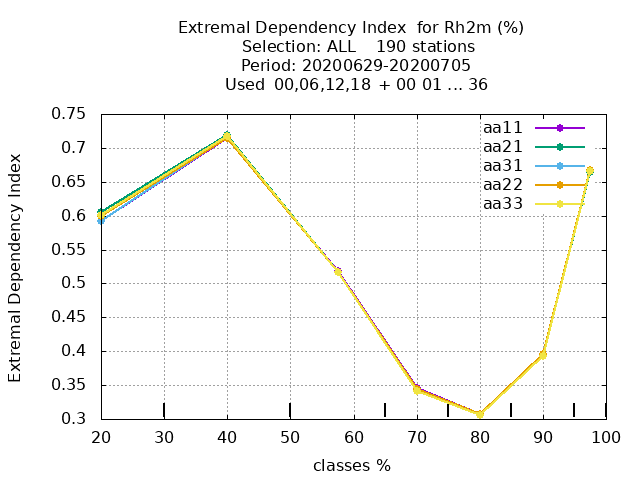 Extremal Dependency Index  for Rh2m (%)
Selection: ALL    190 stations
Period: 20200629-20200705
Used  00,06,12,18  + 00 01 ... 36
0.75
0.7
0.65
0.6
0.55
0.5
0.45
0.4
0.35
0.3
Extremal Dependency Index
aa11
aa21
aa31
aa22
aa33
20 30 40 50 60 70 80 90 100
classes %